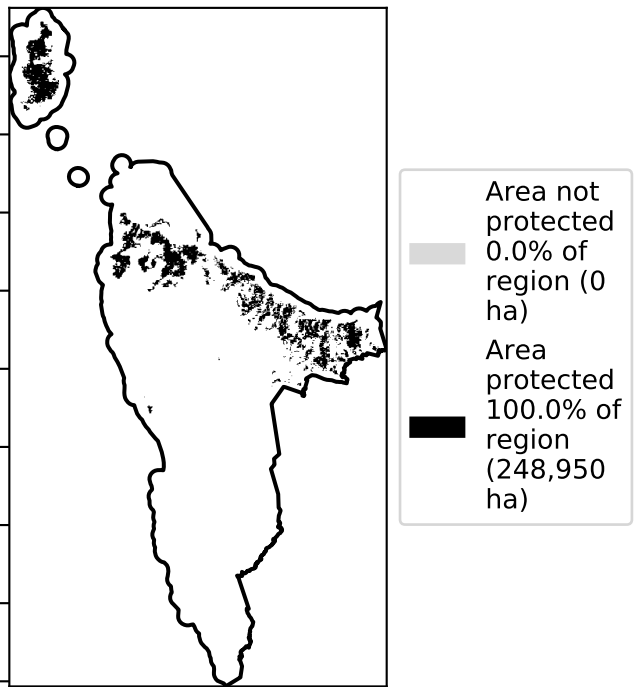 Area not
protected
0.0% of
region (0
ha)
Area
protected
100.0% of
region
(248,950
ha)